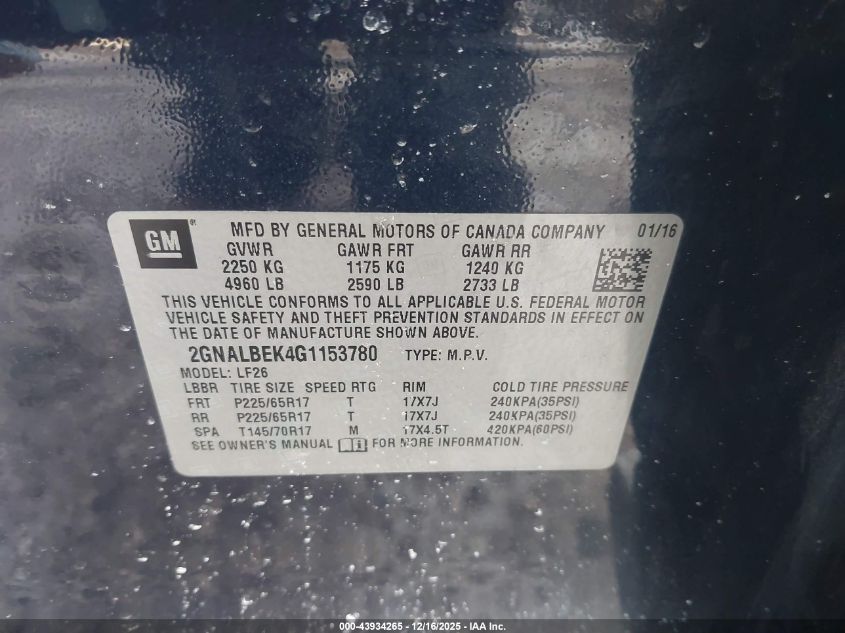 GM ®
MFD BY GENERAL MOTORS OF CANADA COMPANY 01/16
GVWR GAWR FRT GAWR RR
2250 KG 1175 KG 1240 KG
4960 LB 2590 LB 2733 LB
THIS VEHICLE CONFORMS TO ALL APPLICABLE U.S. FEDERAL MOTOR
VEHICLE SAFETY AND THEFT PREVENTION STANDARDS IN EFFECT ON
THE DATE OF MANUFACTURE SHOWN ABOVE.
2GNALBEK4G1153780 TYPE: M.P.V.
MODEL: LF26
LBBR TIRE SIZE SPEED RTG RIM COLD TIRE PRESSURE
FRT P225/65R17 T 17X7J 240KPA(35PSI)
RR P225/65R17 T 17X7J 240KPA(35PSI)
SPA T145/70R17 M 17X4.5T 420KPA(60PSI)
SEE OWNER'S MANUAL FOR MORE INFORMATION.
000-43934265 - 12/16/2025 - IAA Inc.